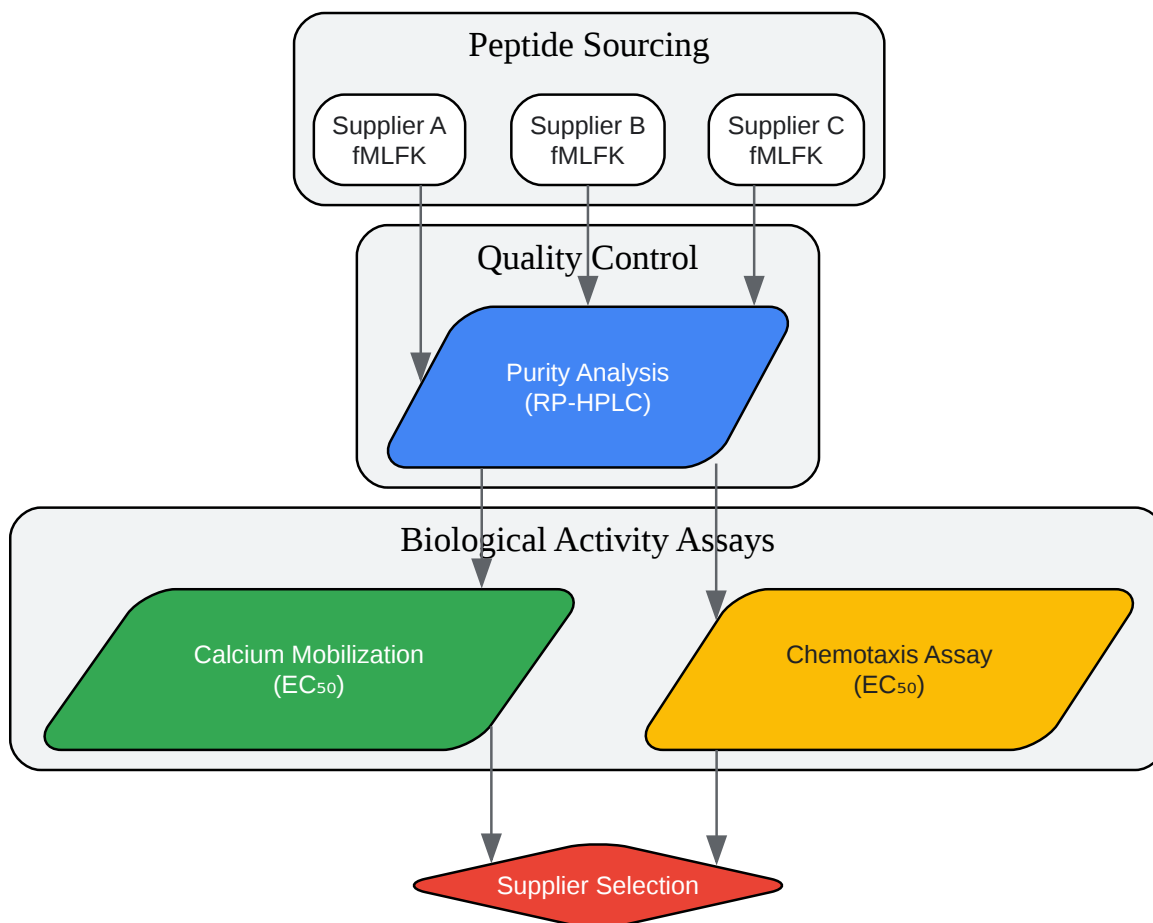 Peptide Sourcing
Supplier A
fMLFK
Supplier B
fMLFK
Supplier C
fMLFK
Quality Control
Purity Analysis
(RP-HPLC)
Biological Activity Assays
Calcium Mobilization
(EC₅₀)
Chemotaxis Assay
(EC₅₀)
Supplier Selection